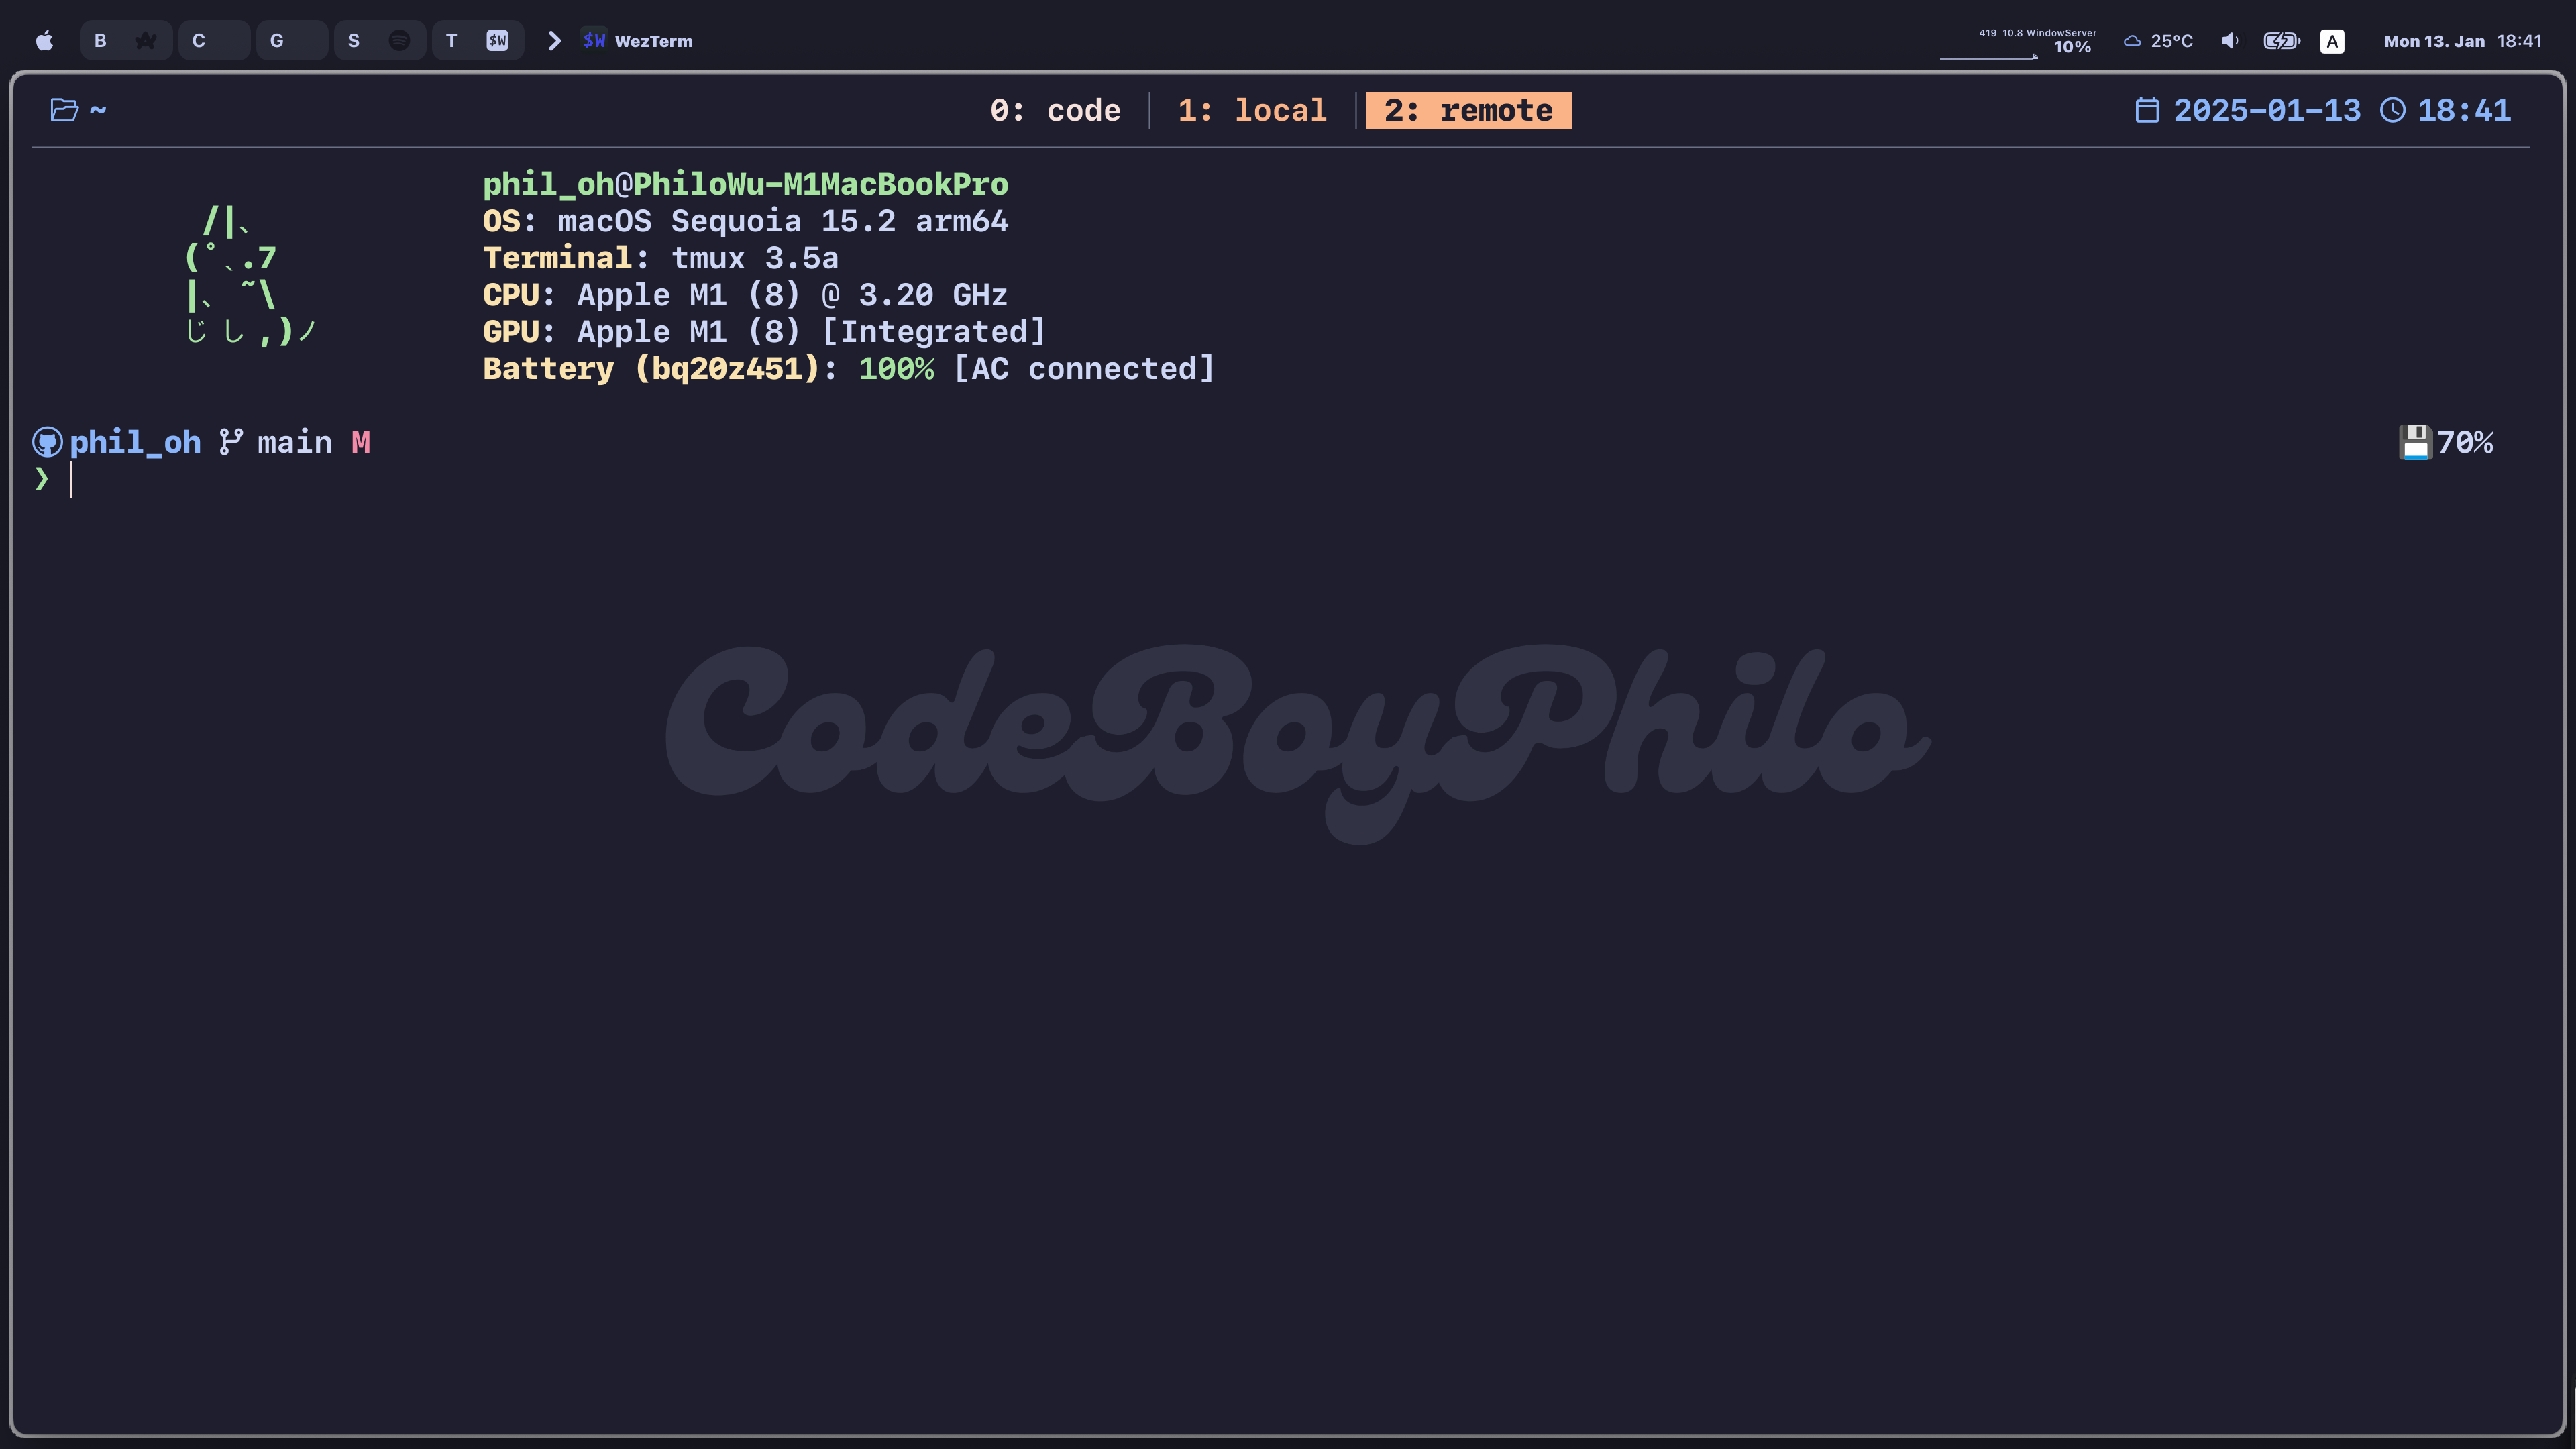 B C G S T $W $W WezTerm 419 10.8 WindowServer 10% 25°C A Mon 13. Jan 18:41
~ 0: code 1: local 2: remote 2025-01-13 18:41
phil_oh@PhiloWu-M1MacBookPro
/|、 OS: macOS Sequoia 15.2 arm64
(˚ˎ.7 Terminal: tmux 3.5a
|、˜\ CPU: Apple M1 (8) @ 3.20 GHz
じし,)ノ GPU: Apple M1 (8) [Integrated]
Battery (bq20z451): 100% [AC connected]
phil_oh main M 70%
❯
CodeBoyPhilo